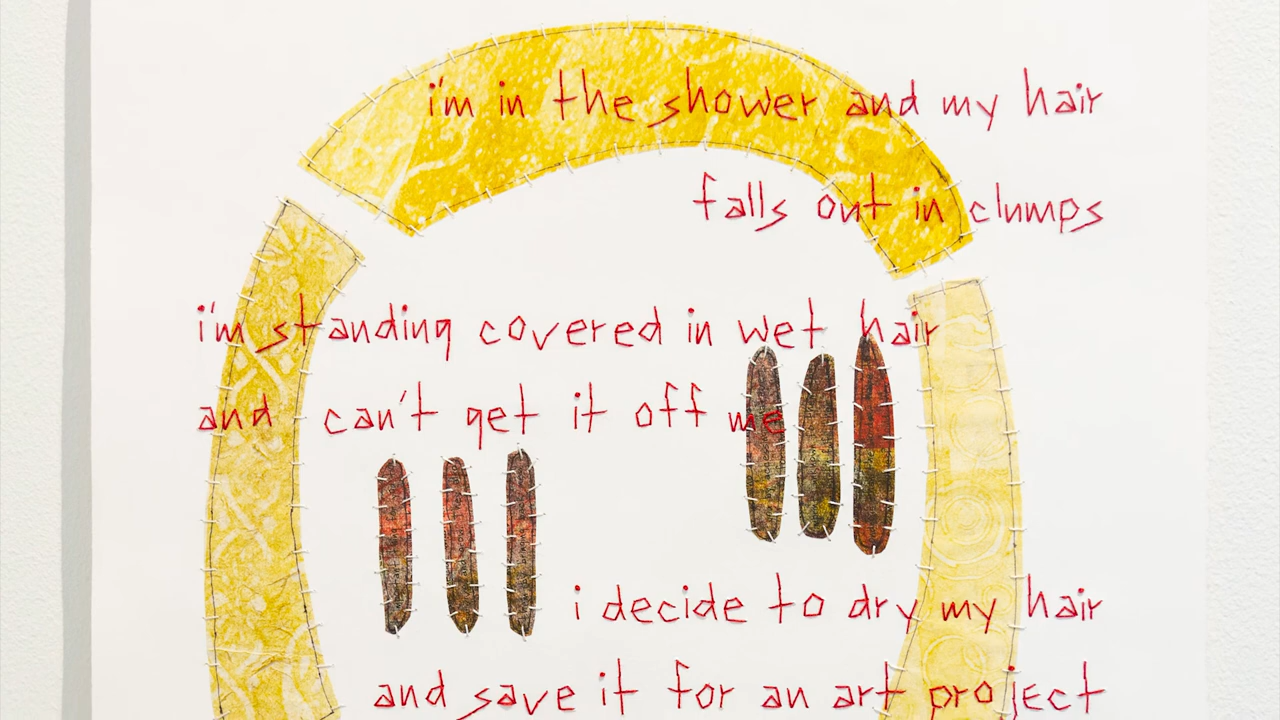 i'm in the shower and my hair
falls out in clumps
i'm standing covered in wet hair
and can't get it off me
i decide to dry my hair
and save it for an art project